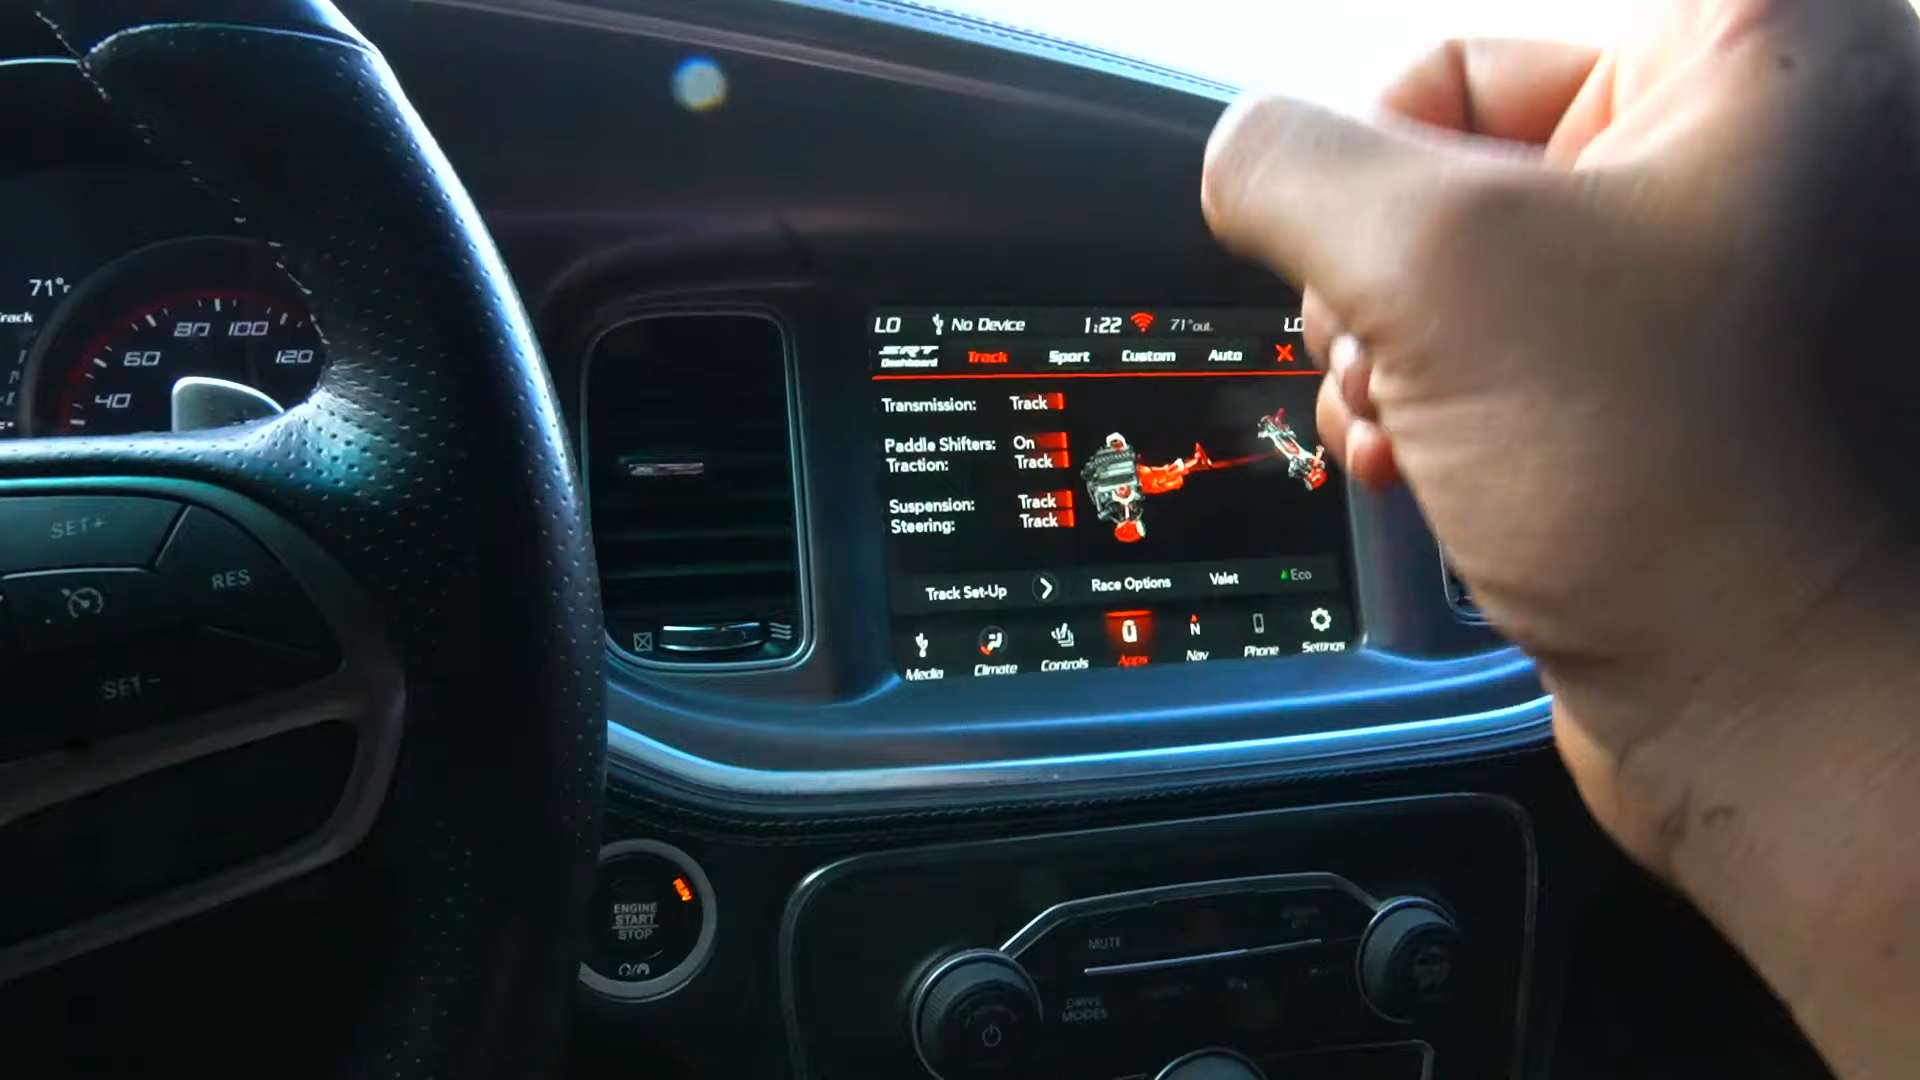 71°
Track
40
60
80
100
120
SET+
RES
SET-
LO
No Device
1:22
71°out
LO
SRT
Dashboard
Track
Sport
Custom
Auto
X
Transmission: Track
Paddle Shifters: On
Traction: Track
Suspension: Track
Steering: Track
Track Set-Up
Race Options
Valet
Eco
Media
Climate
Controls
Apps
N
Nav
Phone
Settings
RUN
ENGINE
START
STOP
MUTE
DRIVE
MODES